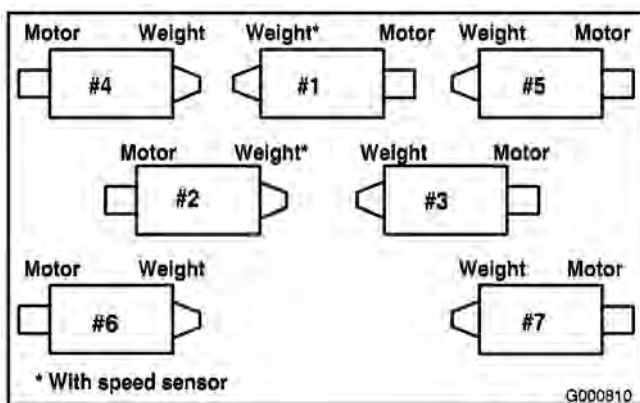 Motor Weight Weight* Motor Weight Motor
#4 #1 #5
Motor Weight* Weight Motor
#2 #3
Motor Weight Weight Motor
#6 #7
* With speed sensor
G000810